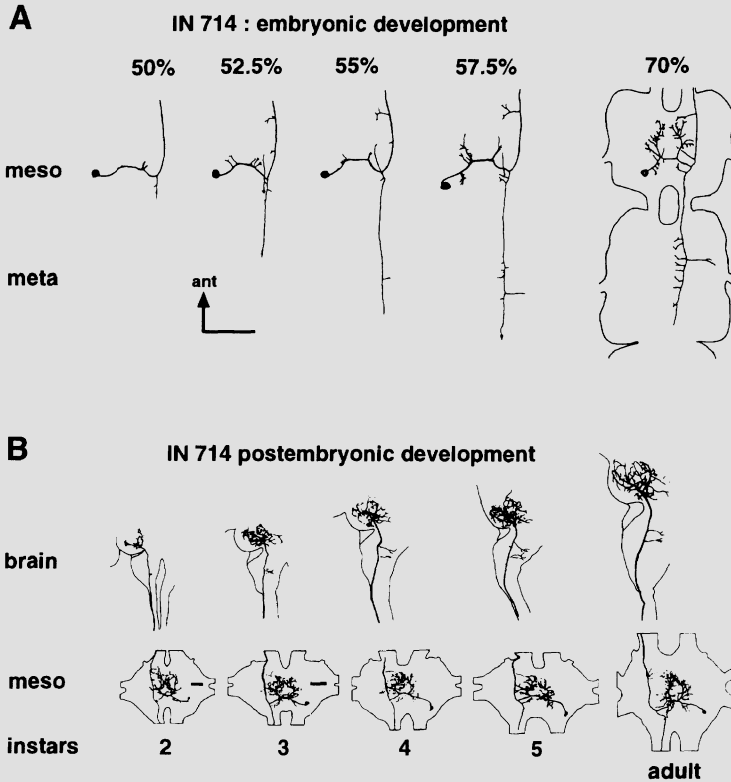 A
IN 714 : embryonic development
50% 52.5% 55% 57.5% 70%
meso
meta
ant
B
IN 714 postembryonic development
brain
meso
instars 2 3 4 5
adult